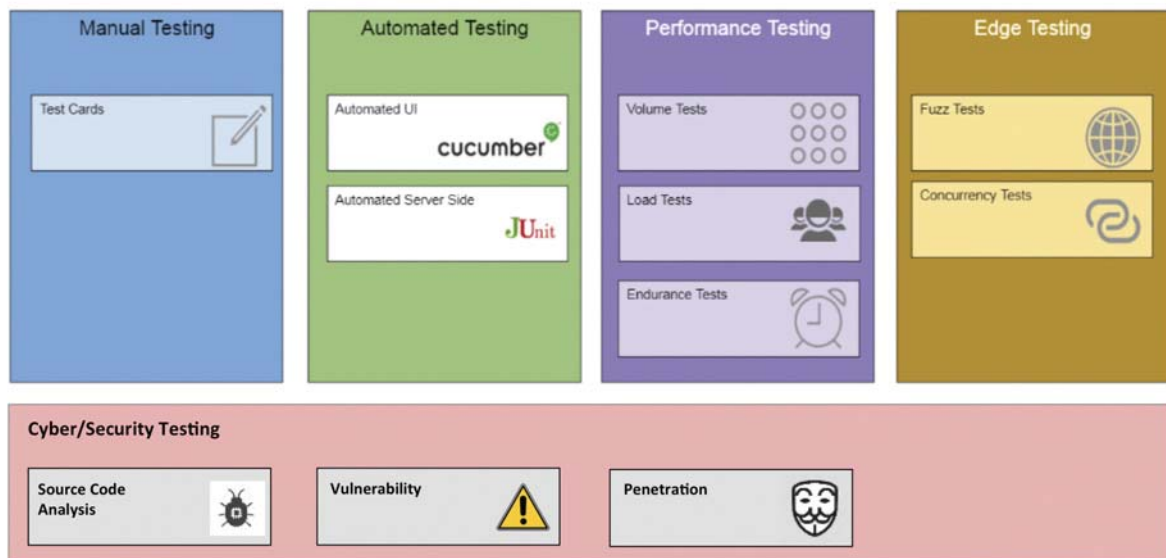 Manual Testing
Test Cards
Automated Testing
Automated UI
cucumber
Automated Server Side
JUnit
Performance Testing
Volume Tests
Load Tests
Endurance Tests
Edge Testing
Fuzz Tests
Concurrency Tests
Cyber/Security Testing
Source Code
Analysis
Vulnerability
Penetration